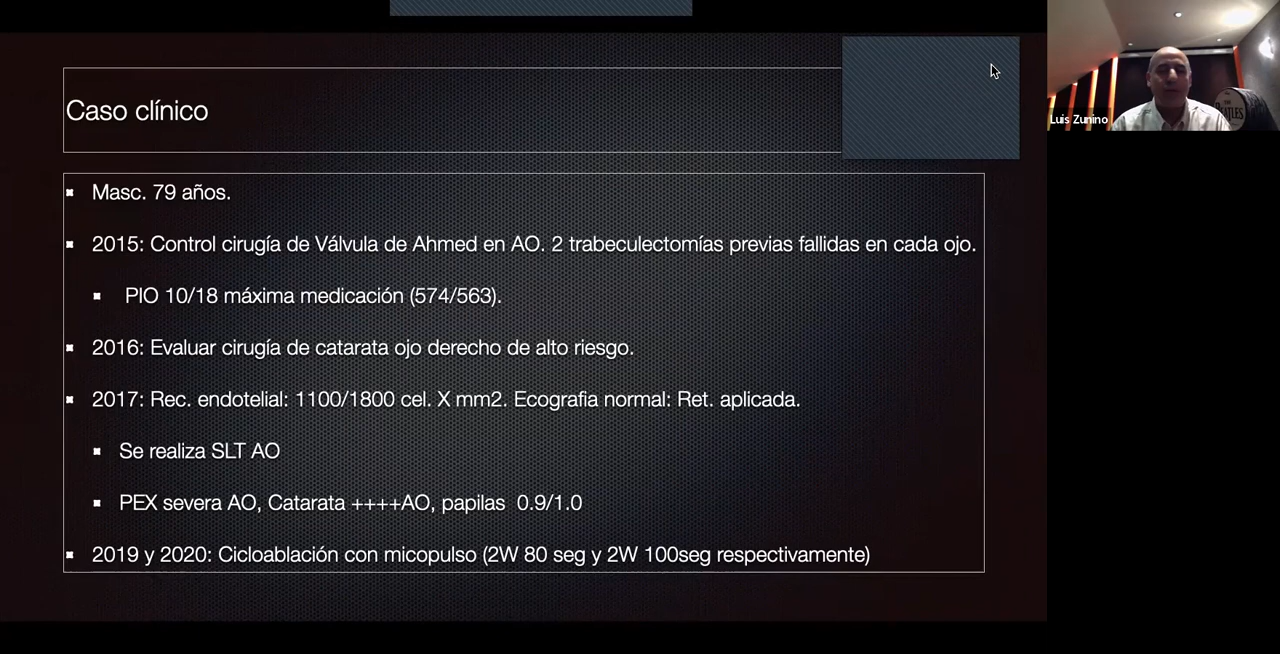 Caso clínico
Masc. 79 años.
2015: Control cirugía de Válvula de Ahmed en AO. 2 trabeculectomías previas fallidas en cada ojo.
PIO 10/18 máxima medicación (574/563).
2016: Evaluar cirugía de catarata ojo derecho de alto riesgo.
2017: Rec. endotelial: 1100/1800 cel. X mm2. Ecografia normal: Ret. aplicada.
Se realiza SLT AO
PEX severa AO, Catarata ++++AO, papilas 0.9/1.0
2019 y 2020: Cicloablación con micopulso (2W 80 seg y 2W 100seg respectivamente)
Luis Zunino
BEATLES